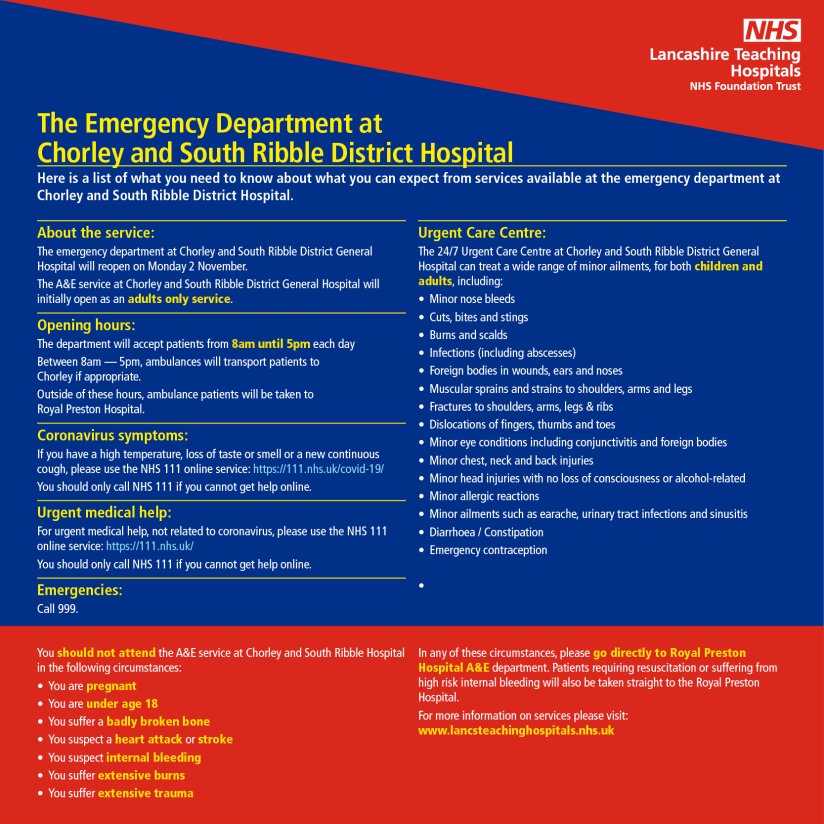 NHS
Lancashire Teaching
Hospitals
NHS Foundation Trust
The Emergency Department at
Chorley and South Ribble District Hospital
Here is a list of what you need to know about what you can expect from services available at the emergency department at
Chorley and South Ribble District Hospital.
About the service:
The emergency department at Chorley and South Ribble District General
Hospital will reopen on Monday 2 November.
The A&E service at Chorley and South Ribble District General Hospital will
initially open as an adults only service.
Opening hours:
The department will accept patients from 8am until 5pm each day
Between 8am — 5pm, ambulances will transport patients to
Chorley if appropriate.
Outside of these hours, ambulance patients will be taken to
Royal Preston Hospital.
Coronavirus symptoms:
If you have a high temperature, loss of taste or smell or a new continuous
cough, please use the NHS 111 online service: https://111.nhs.uk/covid-19/
You should only call NHS 111 if you cannot get help online.
Urgent medical help:
For urgent medical help, not related to coronavirus, please use the NHS 111
online service: https://111.nhs.uk/
You should only call NHS 111 if you cannot get help online.
Emergencies:
Call 999.
Urgent Care Centre:
The 24/7 Urgent Care Centre at Chorley and South Ribble District General
Hospital can treat a wide range of minor ailments, for both children and
adults, including:
• Minor nose bleeds
• Cuts, bites and stings
• Burns and scalds
• Infections (including abscesses)
• Foreign bodies in wounds, ears and noses
• Muscular sprains and strains to shoulders, arms and legs
• Fractures to shoulders, arms, legs & ribs
• Dislocations of fingers, thumbs and toes
• Minor eye conditions including conjunctivitis and foreign bodies
• Minor chest, neck and back injuries
• Minor head injuries with no loss of consciousness or alcohol-related
• Minor allergic reactions
• Minor ailments such as earache, urinary tract infections and sinusitis
• Diarrhoea / Constipation
• Emergency contraception
•
You should not attend the A&E service at Chorley and South Ribble Hospital
in the following circumstances:
• You are pregnant
• You are under age 18
• You suffer a badly broken bone
• You suspect a heart attack or stroke
• You suspect internal bleeding
• You suffer extensive burns
• You suffer extensive trauma
In any of these circumstances, please go directly to Royal Preston
Hospital A&E department. Patients requiring resuscitation or suffering from
high risk internal bleeding will also be taken straight to the Royal Preston
Hospital.
For more information on services please visit:
www.lancsteachinghospitals.nhs.uk